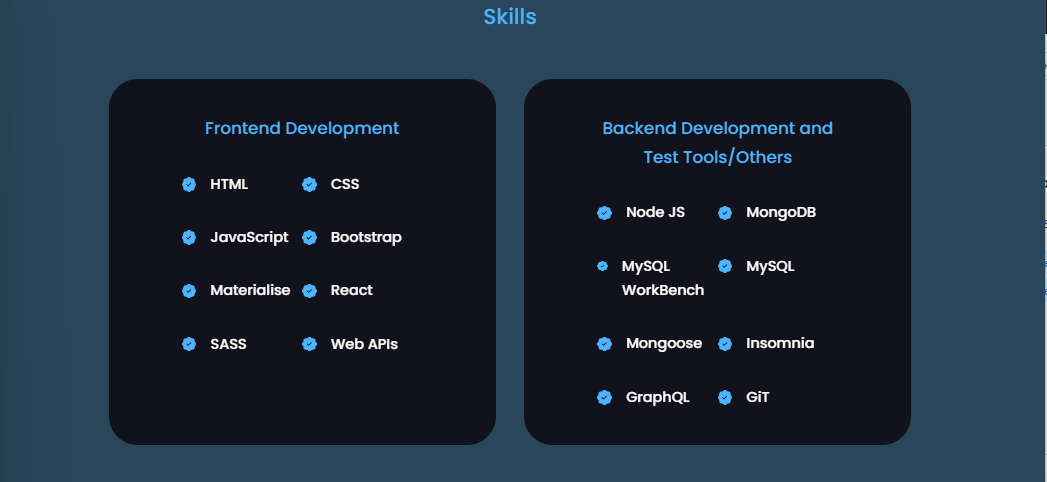 Skills
Frontend Development
HTML
CSS
JavaScript
Bootstrap
Materialise
React
SASS
Web APIs
Backend Development and
Test Tools/Others
Node JS
MongoDB
MySQL
WorkBench
MySQL
Mongoose
Insomnia
GraphQL
GiT